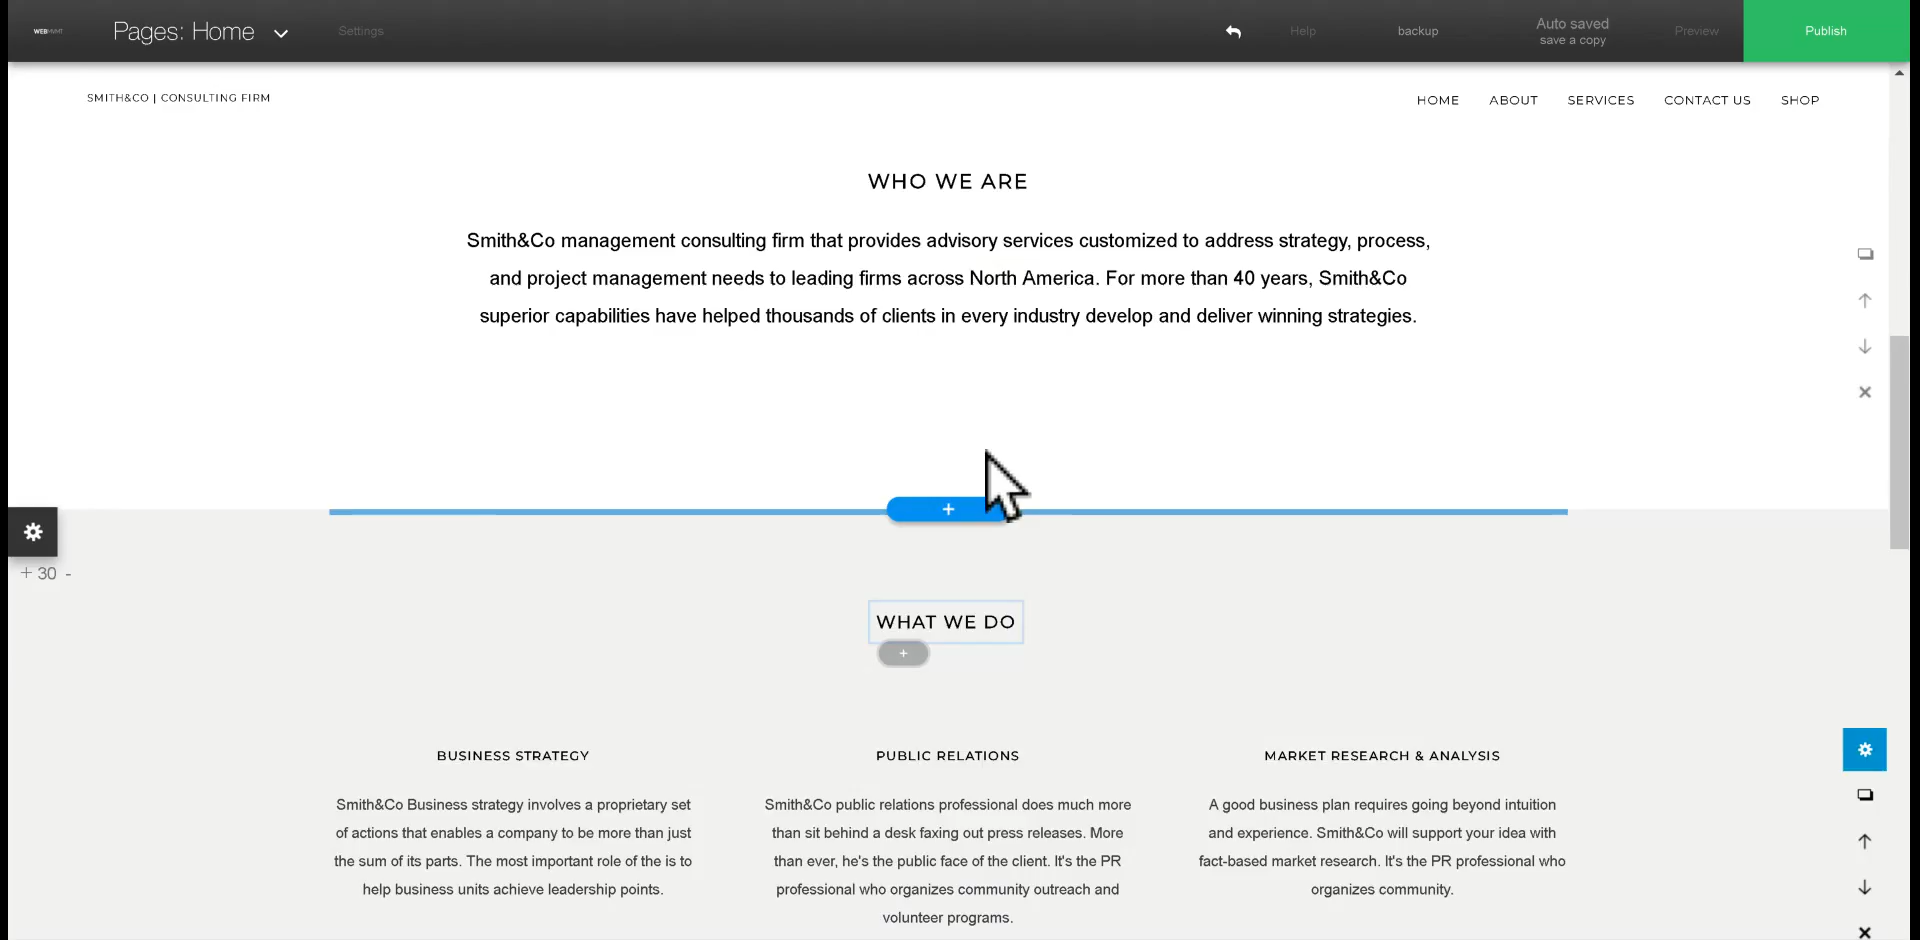 WEBMVMT
Pages: Home
Settings
Help
backup
Auto saved
save a copy
Preview
Publish
SMITH&CO | CONSULTING FIRM
HOME
ABOUT
SERVICES
CONTACT US
SHOP
WHO WE ARE
Smith&Co management consulting firm that provides advisory services customized to address strategy, process,
and project management needs to leading firms across North America. For more than 40 years, Smith&Co
superior capabilities have helped thousands of clients in every industry develop and deliver winning strategies.
+
+ 30 -
WHAT WE DO
+
BUSINESS STRATEGY
Smith&Co Business strategy involves a proprietary set
of actions that enables a company to be more than just
the sum of its parts. The most important role of the is to
help business units achieve leadership points.
PUBLIC RELATIONS
Smith&Co public relations professional does much more
than sit behind a desk faxing out press releases. More
than ever, he's the public face of the client. It's the PR
professional who organizes community outreach and
volunteer programs.
MARKET RESEARCH & ANALYSIS
A good business plan requires going beyond intuition
and experience. Smith&Co will support your idea with
fact-based market research. It's the PR professional who
organizes community.